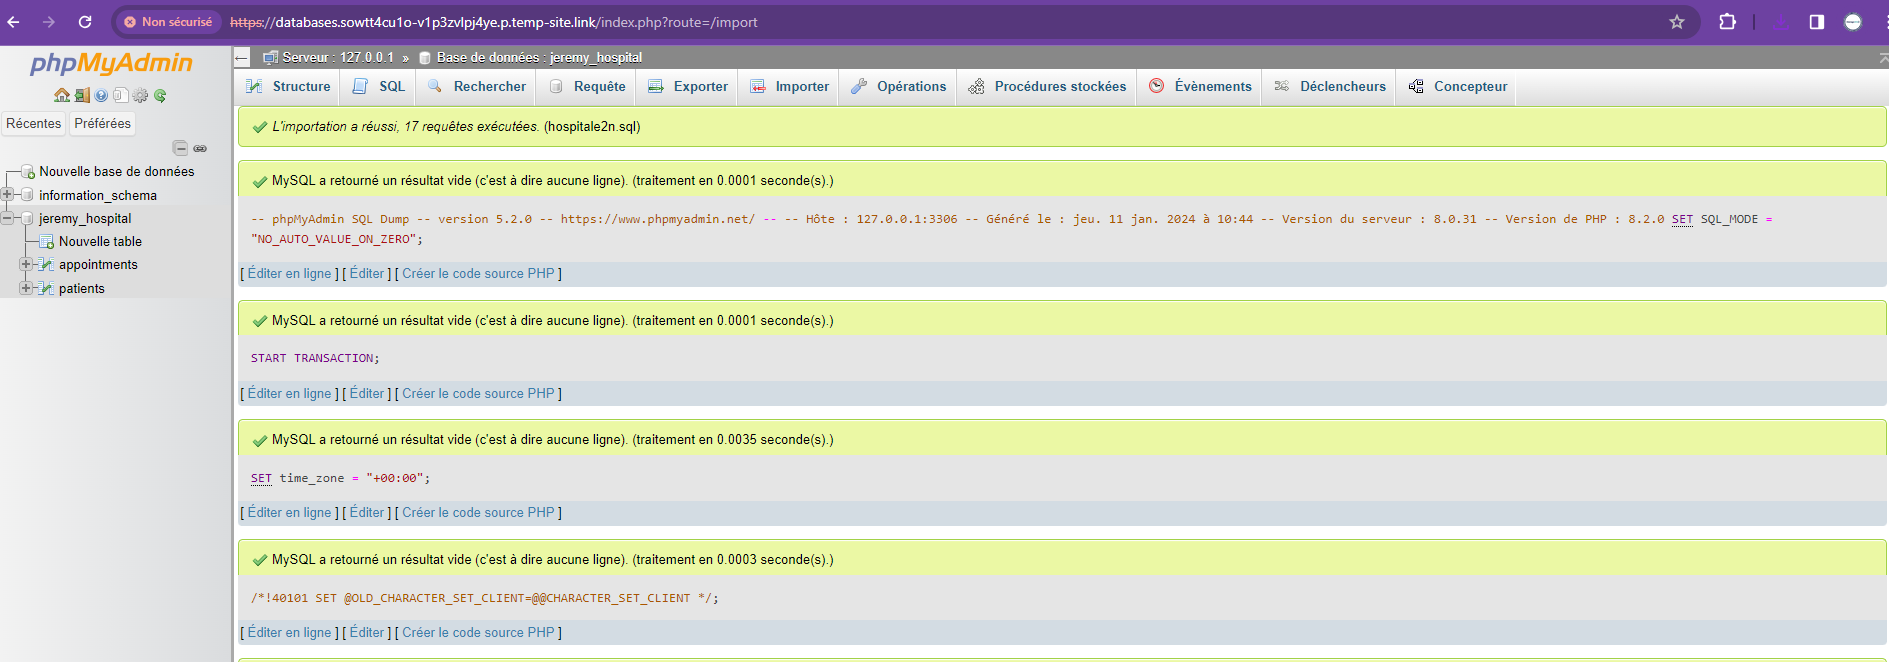 Non sécurisé https://databases.sowtt4cu1o-v1p3zvlpj4ye.p.temp-site.link/index.php?route=/import
phpMyAdmin
Récentes Préférées
Nouvelle base de données
information_schema
jeremy_hospital
Nouvelle table
appointments
patients
Serveur : 127.0.0.1 » Base de données : jeremy_hospital
Structure SQL Rechercher Requête Exporter Importer Opérations Procédures stockées Évènements Déclencheurs Concepteur
L'importation a réussi, 17 requêtes exécutées. (hospitale2n.sql)
MySQL a retourné un résultat vide (c'est à dire aucune ligne). (traitement en 0.0001 seconde(s).)
-- phpMyAdmin SQL Dump -- version 5.2.0 -- https://www.phpmyadmin.net/ -- -- Hôte : 127.0.0.1:3306 -- Généré le : jeu. 11 jan. 2024 à 10:44 -- Version du serveur : 8.0.31 -- Version de PHP : 8.2.0 SET SQL_MODE =
"NO_AUTO_VALUE_ON_ZERO";
[ Éditer en ligne ] [ Éditer ] [ Créer le code source PHP ]
MySQL a retourné un résultat vide (c'est à dire aucune ligne). (traitement en 0.0001 seconde(s).)
START TRANSACTION;
[ Éditer en ligne ] [ Éditer ] [ Créer le code source PHP ]
MySQL a retourné un résultat vide (c'est à dire aucune ligne). (traitement en 0.0035 seconde(s).)
SET time_zone = "+00:00";
[ Éditer en ligne ] [ Éditer ] [ Créer le code source PHP ]
MySQL a retourné un résultat vide (c'est à dire aucune ligne). (traitement en 0.0003 seconde(s).)
/*!40101 SET @OLD_CHARACTER_SET_CLIENT=@@CHARACTER_SET_CLIENT */;
[ Éditer en ligne ] [ Éditer ] [ Créer le code source PHP ]